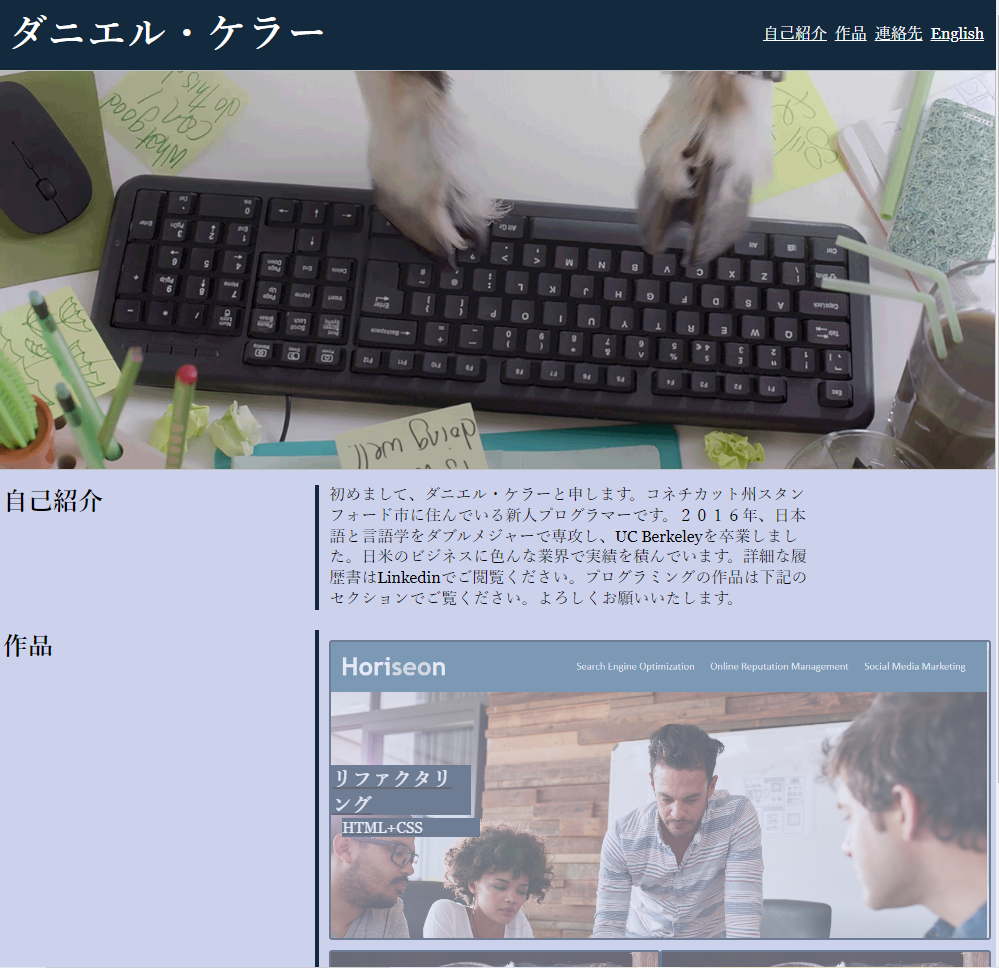 ダニエル・ケラー
自己紹介 作品 連絡先 English
What good
Can I
do this!
doing well.
自己紹介
初めまして、ダニエル・ケラーと申します。コネチカット州スタン
フォード市に住んでいる新人プログラマーです。２０１６年、日本
語と言語学をダブルメジャーで専攻し、UC Berkeleyを卒業しまし
た。日米のビジネスに色んな業界で実績を積んでいます。詳細な履
歴書はLinkedinでご閲覧ください。プログラミングの作品は下記の
セクションでご覧ください。よろしくお願いいたします。
作品
Horiseon
Search Engine Optimization Online Reputation Management Social Media Marketing
リファクタリ
ング
HTML+CSS